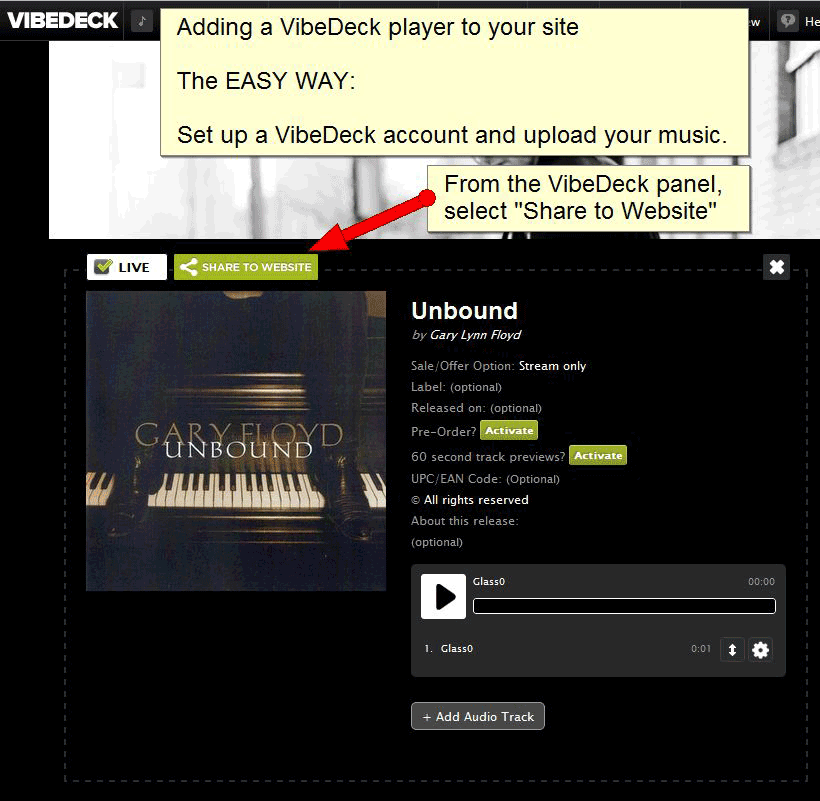 VIBEDECK
Adding a VibeDeck player to your site
The EASY WAY:
Set up a VibeDeck account and upload your music.
From the VibeDeck panel,
select "Share to Website"
LIVE
SHARE TO WEBSITE
Unbound
by Gary Lynn Floyd
Sale/Offer Option: Stream only
Label: (optional)
Released on: (optional)
Pre-Order? Activate
60 second track previews? Activate
UPC/EAN Code: (Optional)
© All rights reserved
About this release:
(optional)
GARY FLOYD
UNBOUND
Glass0 00:00
1. Glass0 0:01
+ Add Audio Track